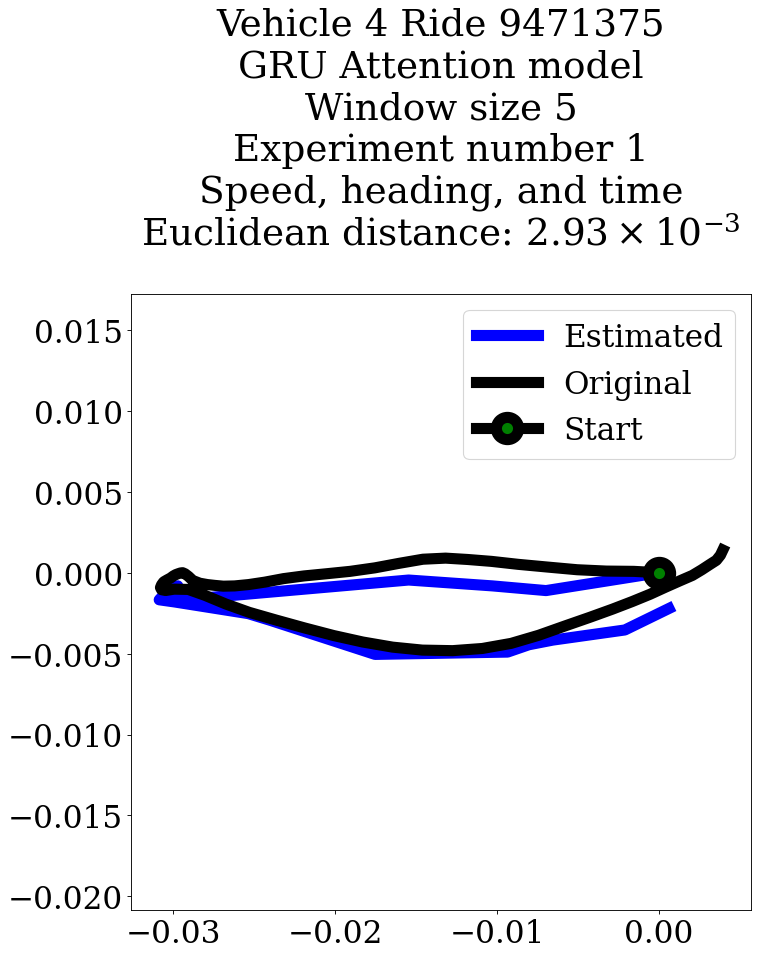 Vehicle 4 Ride 9471375
GRU Attention model
Window size 5
Experiment number 1
Speed, heading, and time
Euclidean distance: 2.93 × 10⁻³
Estimated
Original
Start
0.015
0.010
0.005
0.000
−0.005
−0.010
−0.015
−0.020
−0.03 −0.02 −0.01 0.00